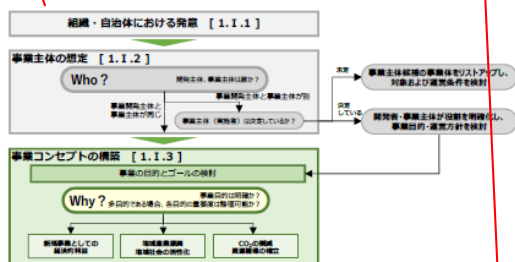 組織・自治体における発意 [1.I.1]
事業主体の想定 [1.I.2]
Who？ 開発主体、事業主体は誰か？
未定
事業主体候補の事業体をリストアップし、
対象および運営条件を検討
事業開発主体と
事業主体が同じ
事業開発主体と事業主体が別
事業主体（実施者）は決定しているか？
決定
している
開発者・事業主体が役割を明確化し、
事業目的・運営方針を検討
事業コンセプトの構築 [1.I.3]
事業の目的とゴールの検討
Why？ 事業目的は明確か？
多目的である場合、各目的の重要度は整理可能か？
新規事業としての
経済的利益
地域産業振興
地域社会の活性化
CO₂の削減
資源循環の確立